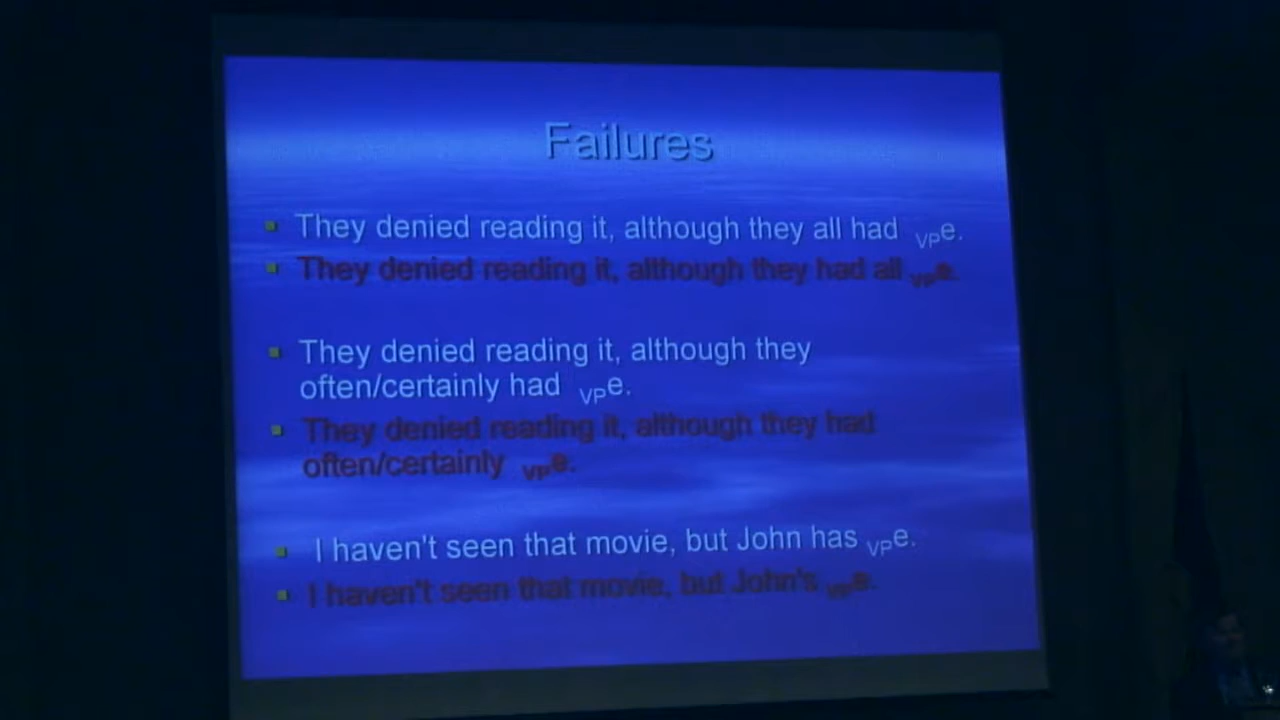 Failures
They denied reading it, although they all had VPe.
They denied reading it, although they had all VPe.
They denied reading it, although they
often/certainly had VPe.
They denied reading it, although they had
often/certainly VPe.
I haven't seen that movie, but John has VPe.
I haven't seen that movie, but John's VPe.